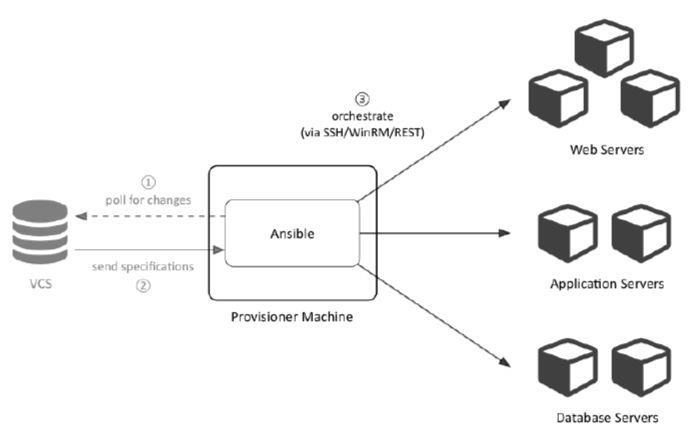 ③
orchestrate
(via SSH/WinRM/REST)
Web Servers
①
poll for changes
Ansible
send specifications
②
VCS
Provisioner Machine
Application Servers
Database Servers